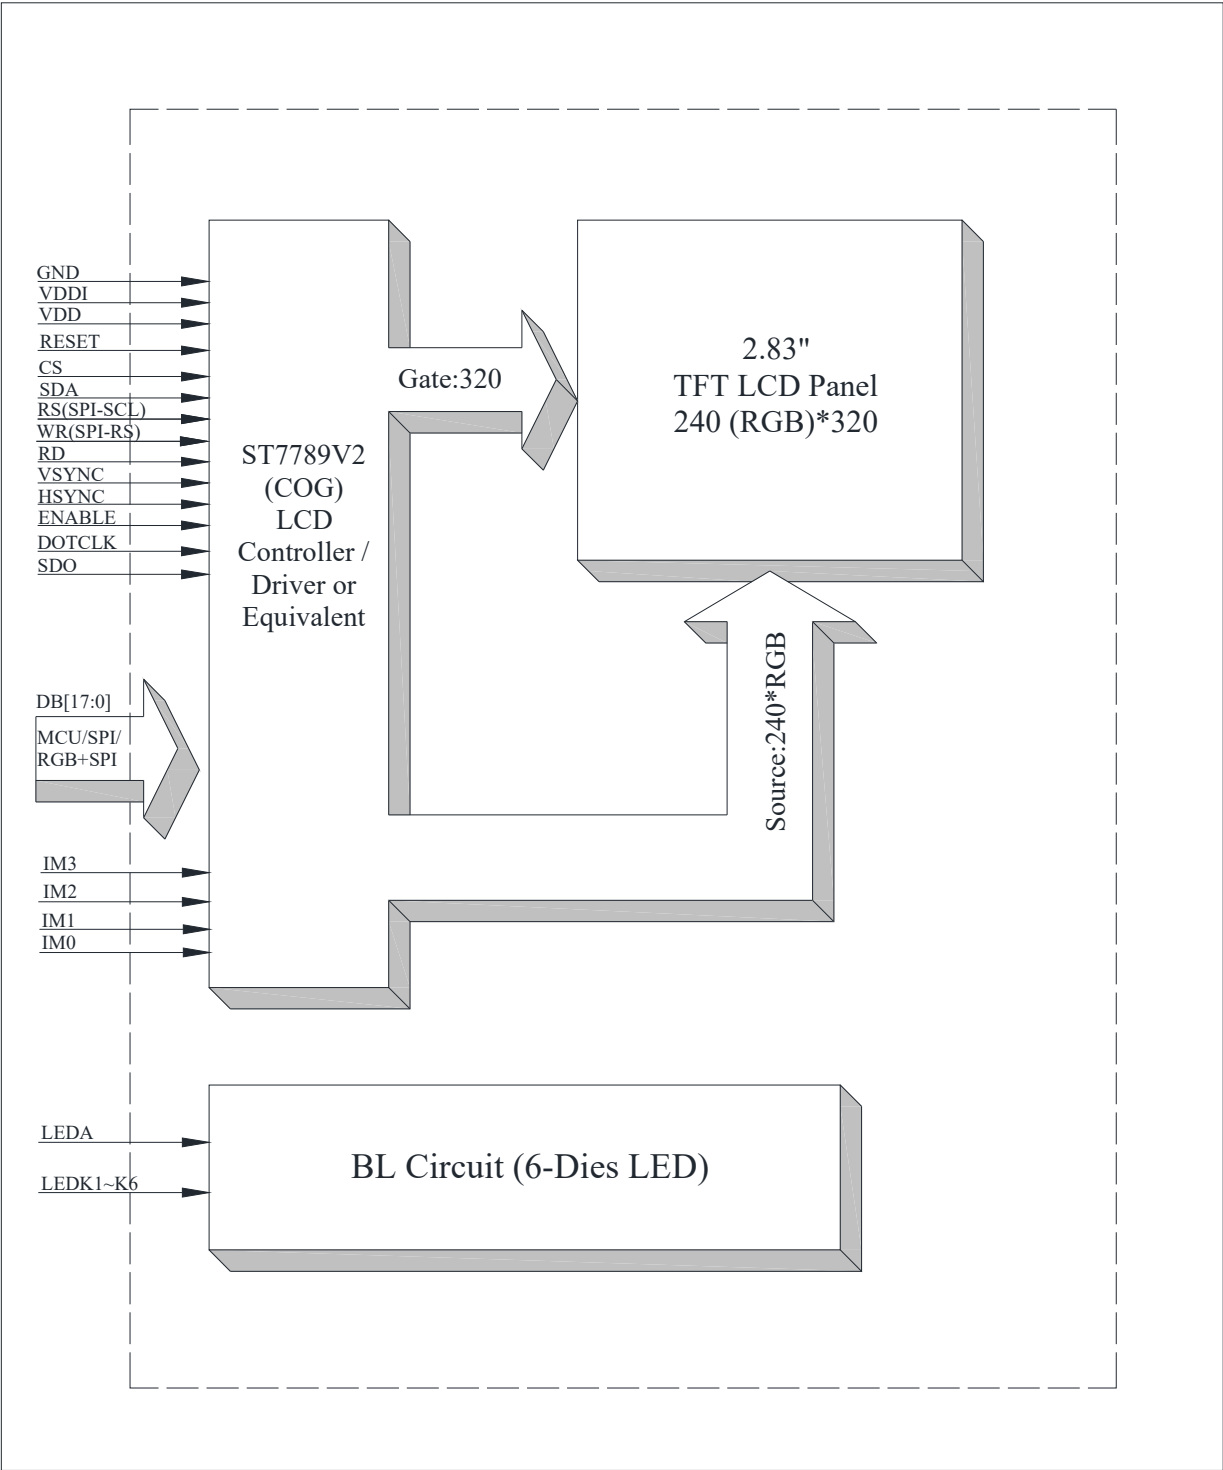 GND
VDDI
VDD
RESET
CS
SDA
RS(SPI-SCL)
WR(SPI-RS)
RD
VSYNC
HSYNC
ENABLE
DOTCLK
SDO
DB[17:0]
MCU/SPI/
RGB+SPI
IM3
IM2
IM1
IM0
LEDA
LEDK1~K6
ST7789V2
(COG)
LCD
Controller /
Driver or
Equivalent
Gate:320
2.83"
TFT LCD Panel
240 (RGB)*320
Source:240*RGB
BL Circuit (6-Dies LED)